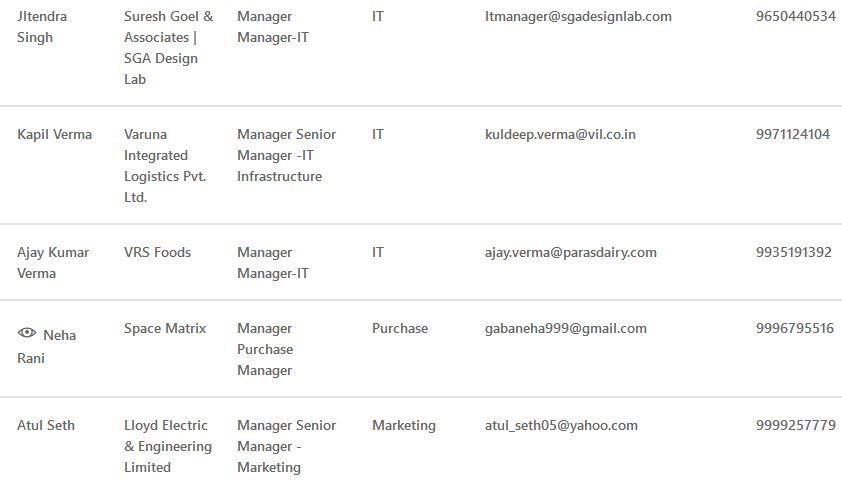 JItendra Singh
Suresh Goel & Associates | SGA Design Lab
Manager Manager-IT
IT
Itmanager@sgadesignlab.com
9650440534
Kapil Verma
Varuna Integrated Logistics Pvt. Ltd.
Manager Senior Manager -IT Infrastructure
IT
kuldeep.verma@vil.co.in
9971124104
Ajay Kumar Verma
VRS Foods
Manager Manager-IT
IT
ajay.verma@parasdairy.com
9935191392
Neha Rani
Space Matrix
Manager Purchase Manager
Purchase
gabaneha999@gmail.com
9996795516
Atul Seth
Lloyd Electric & Engineering Limited
Manager Senior Manager - Marketing
Marketing
atul_seth05@yahoo.com
9999257779